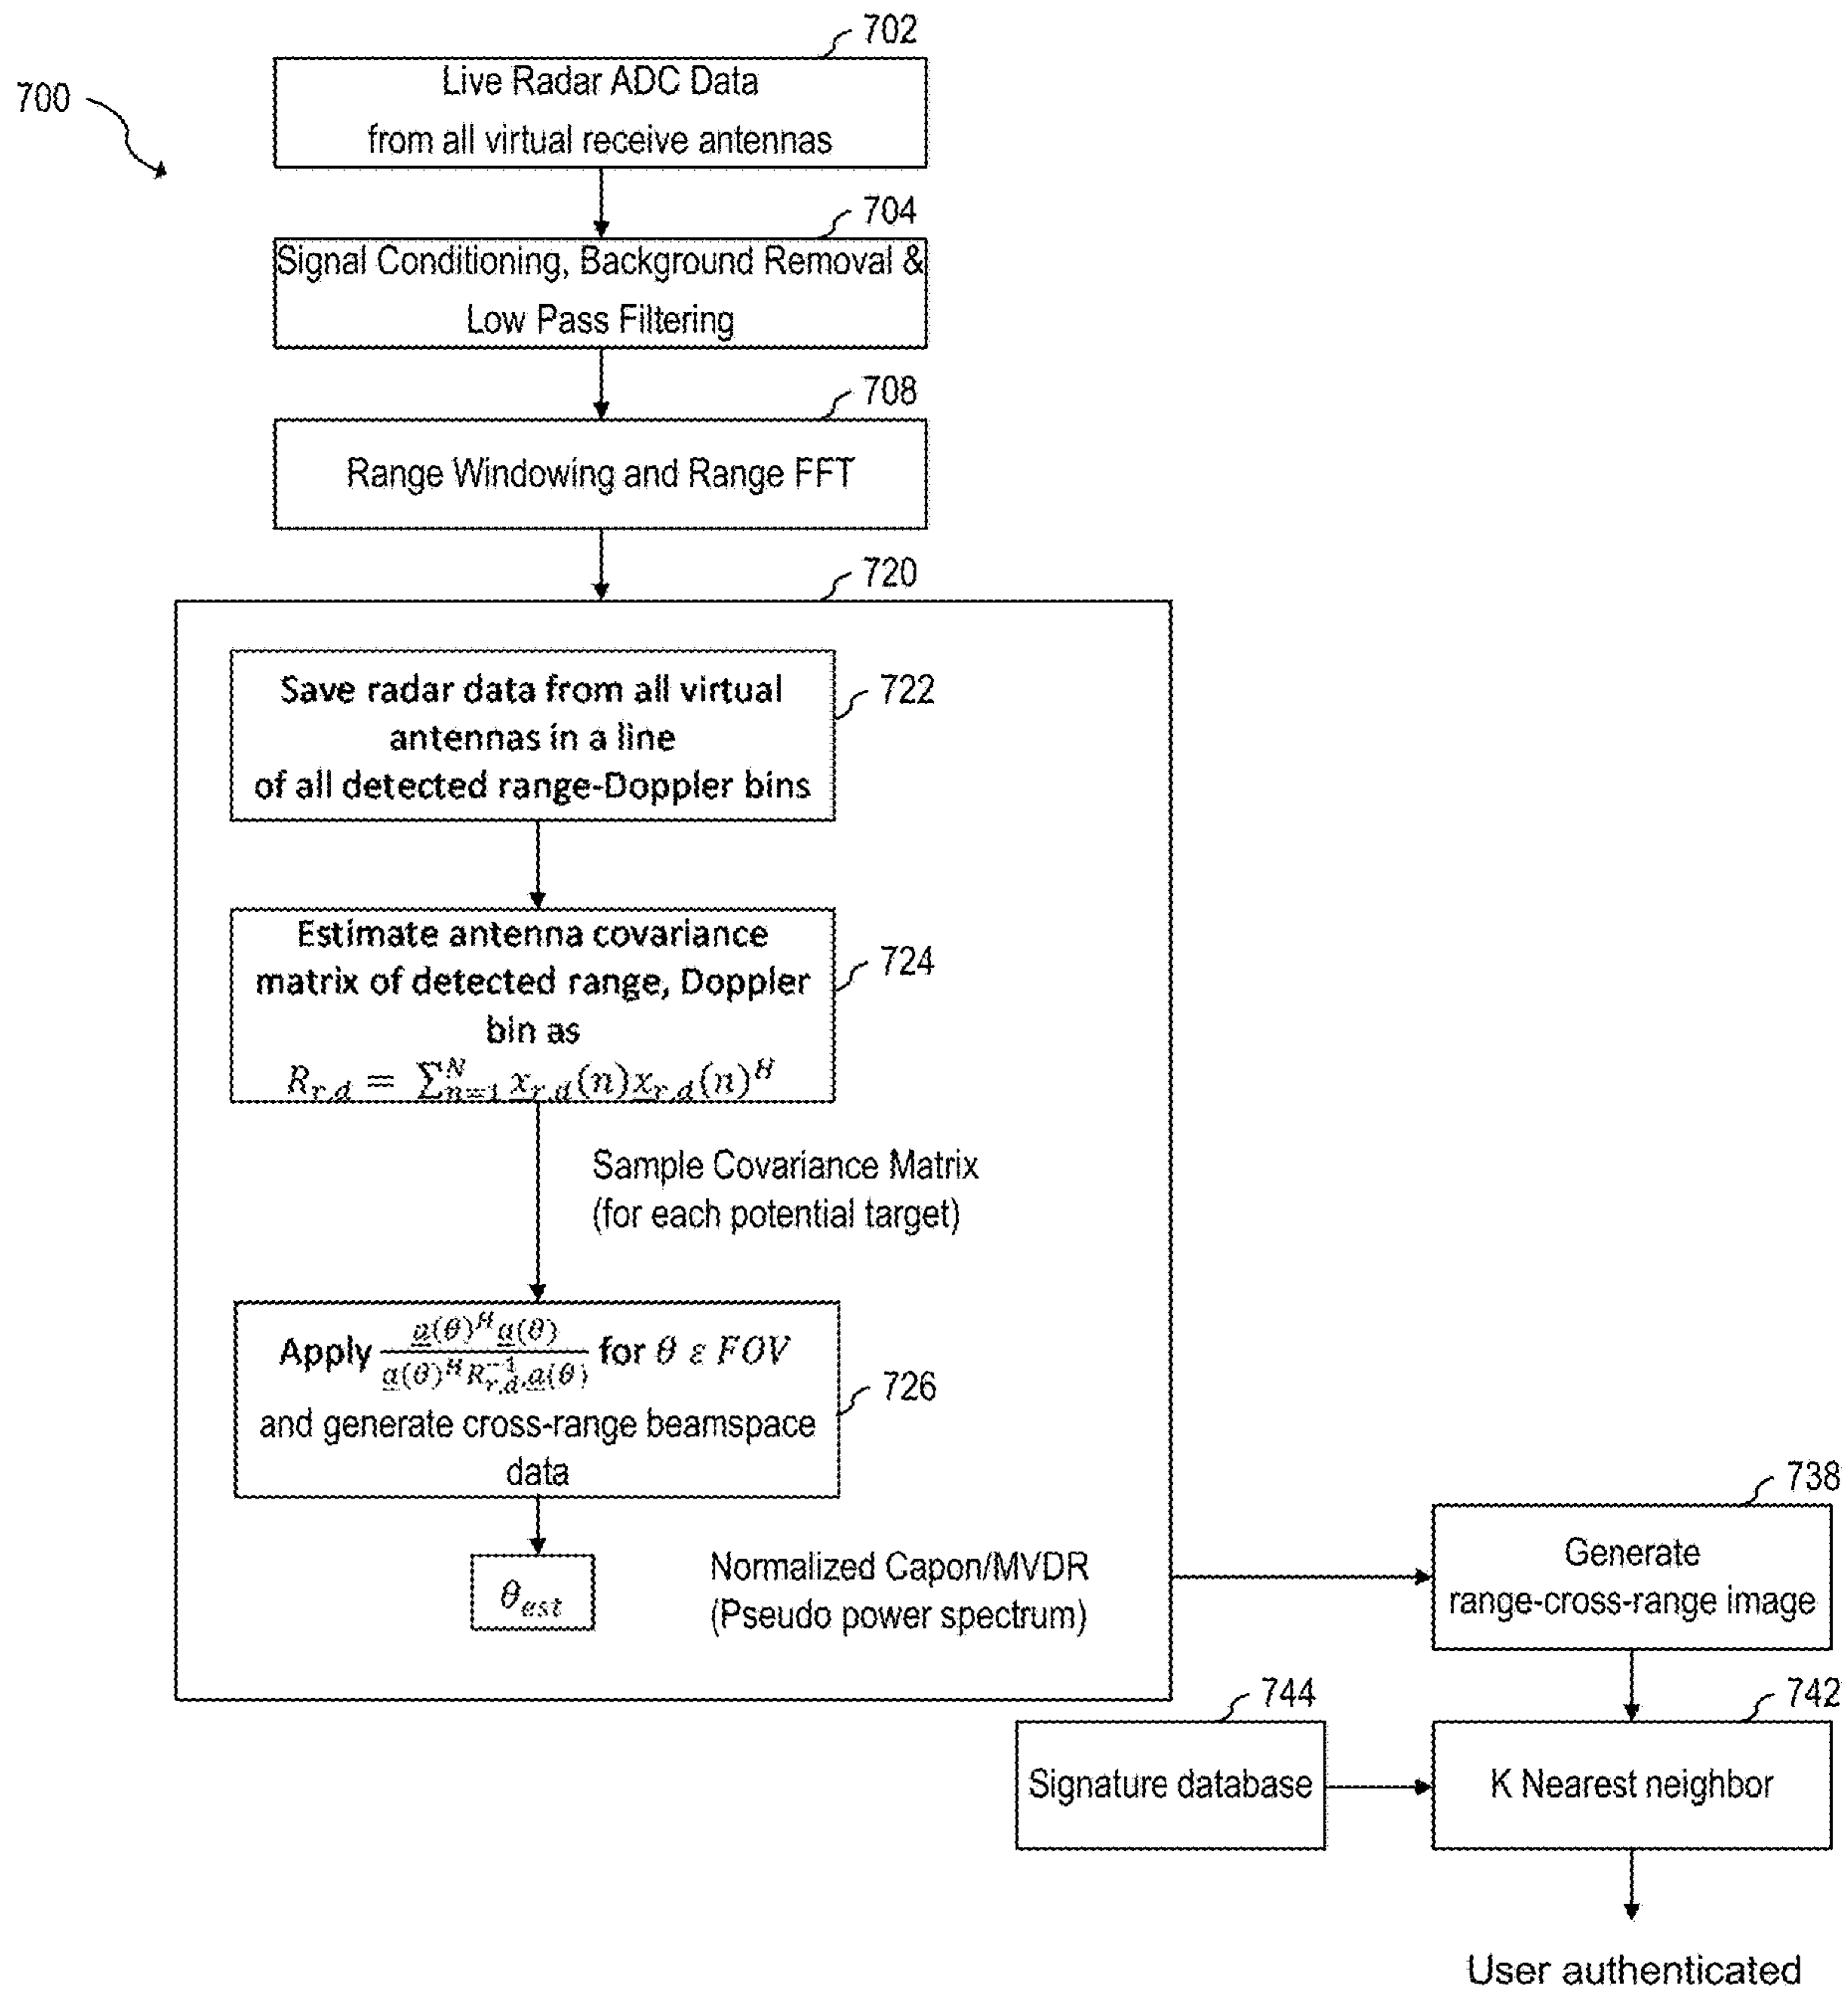 700
702
Live Radar ADC Data
from all virtual receive antennas
704
Signal Conditioning, Background Removal &
Low Pass Filtering
708
Range Windowing and Range FFT
720
722
Save radar data from all virtual
antennas in a line
of all detected range-Doppler bins
724
Estimate antenna covariance
matrix of detected range, Doppler
bin as
R_{r,d} = ∑_{n=1}^{N} x_{r,d}(n)x_{r,d}(n)^H
Sample Covariance Matrix
(for each potential target)
726
Apply \frac{a(θ)^H a(θ)}{a(θ)^H R_{r,d}^{-1}.a(θ)} for θ ε FOV
and generate cross-range beamspace
data
θ_{est}
Normalized Capon/MVDR
(Pseudo power spectrum)
738
Generate
range-cross-range image
744
Signature database
742
K Nearest neighbor
User authenticated